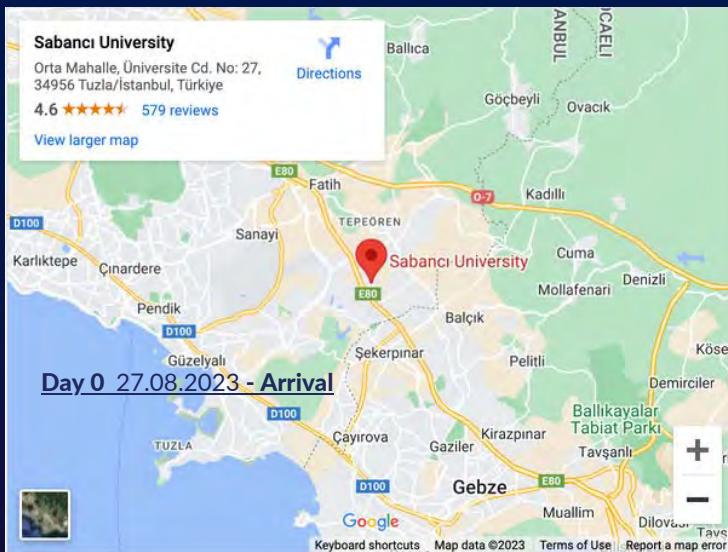 Sabancı University
Orta Mahalle, Üniversite Cd. No: 27,
34956 Tuzla/İstanbul, Türkiye
4.6 579 reviews
View larger map
Directions
Ballıca
ANBUL
OCAELI
Göçbeyli
Ovacık
E80
Fatih
O-7
Kadıllı
D100
TEPEÖREN
Sanayi
Karlıktepe
Çınardere
Sabancı University
Cuma
Denizli
E80
Mollafenari
Pendik
Balçık
D100
Güzelyalı
Şekerpınar
Pelitli
Köse
Day 0 27.08.2023 - Arrival
Demirciler
D100
Ballıkayalar
Tabiat Parkı
TUZLA
Çayırova
Kirazpınar
Gaziler
Tavşanlı
+
D100
Gebze
E80
−
Muallim
Dilova
Google
Keyboard shortcuts Map data ©2023 Terms of Use Report a map error